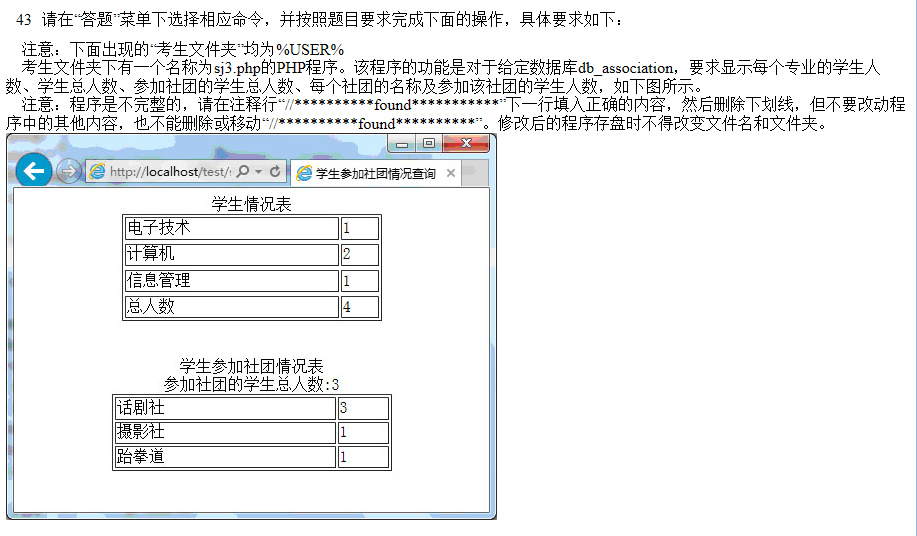 43 请在“答题”菜单下选择相应命令，并按照题目要求完成下面的操作，具体要求如下：
注意：下面出现的“考生文件夹”均为%USER%
考生文件夹下有一个名称为sj3.php的PHP程序。该程序的功能是对于给定数据库db_association，要求显示每个专业的学生人
数、学生总人数、参加社团的学生总人数、每个社团的名称及参加该社团的学生人数，如下图所示。
注意：程序是不完整的，请在注释行“//**********found***********”下一行填入正确的内容，然后删除下划线，但不要改动程
序中的其他内容，也不能删除或移动“//**********found**********”。修改后的程序存盘时不得改变文件名和文件夹。
http://localhost/test/ 学生参加社团情况查询
学生情况表
电子技术 1
计算机 2
信息管理 1
总人数 4
学生参加社团情况表
参加社团的学生总人数:3
话剧社 3
摄影社 1
跆拳道 1